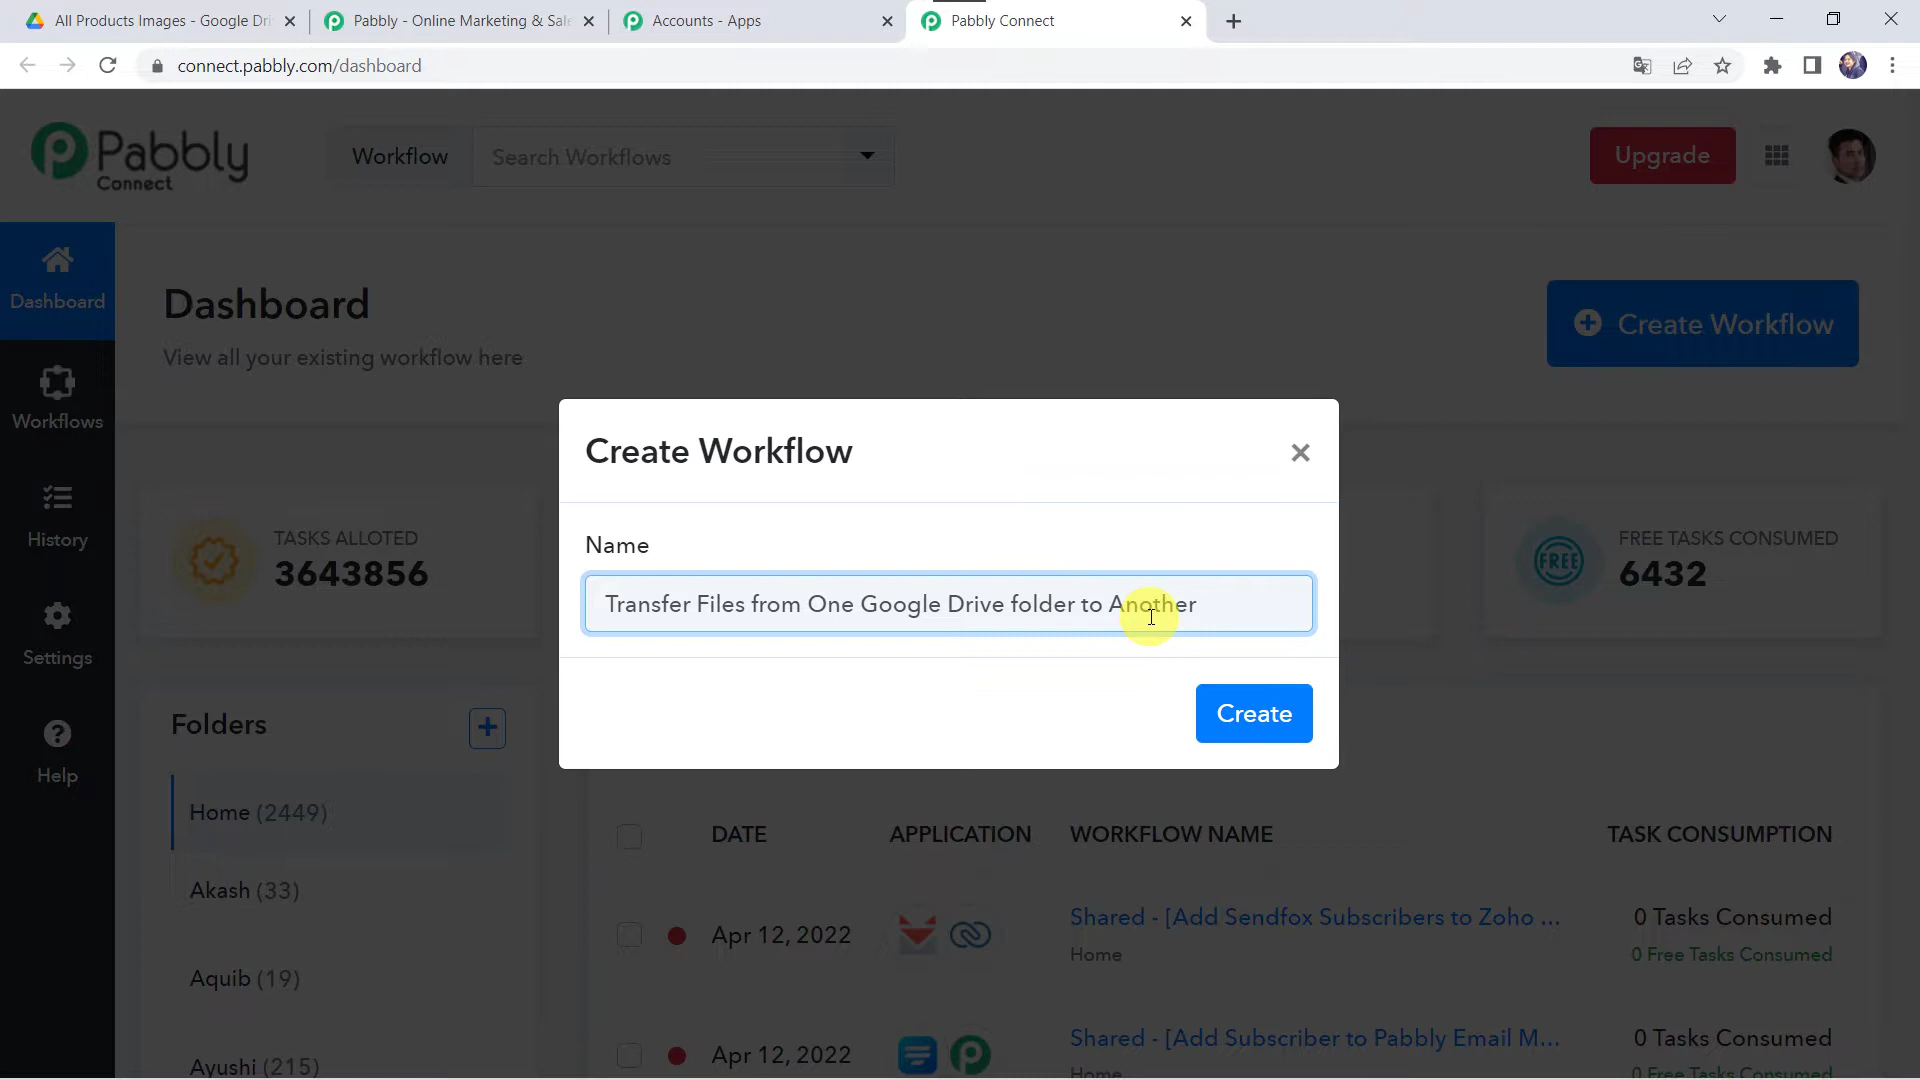 All Products Images - Google Dri
Pabbly - Online Marketing & Sale
Accounts - Apps
Pabbly Connect
connect.pabbly.com/dashboard
Pabbly
Connect
Workflow
Search Workflows
Upgrade
Dashboard
Workflows
History
Settings
Help
Dashboard
View all your existing workflow here
Create Workflow
TASKS ALLOTED
3643856
FREE
FREE TASKS CONSUMED
6432
Create Workflow
Name
Transfer Files from One Google Drive folder to Another
Create
Folders
Home (2449)
Akash (33)
Aquib (19)
Ayushi (215)
DATE APPLICATION WORKFLOW NAME TASK CONSUMPTION
Apr 12, 2022 Shared - [Add Sendfox Subscribers to Zoho ... 0 Tasks Consumed
Home 0 Free Tasks Consumed
Apr 12, 2022 Shared - [Add Subscriber to Pabbly Email M... 0 Tasks Consumed
Home 0 Free Tasks Consumed